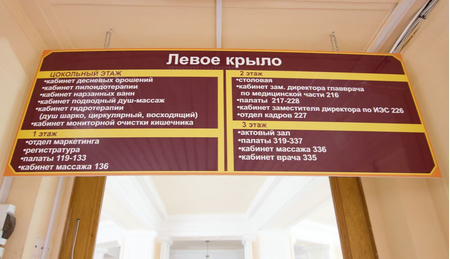 Левое крыло
ЦОКОЛЬНЫЙ ЭТАЖ
•кабинет десневых орошений
•кабинет пилоидотерапии
•кабинет нарзанных ванн
•кабинет подводный душ-массаж
•кабинет гидротерапии
(душ шарко, циркулярный, восходящий)
•кабинет мониторной очистки кишечника
1 этаж
•отдел маркетинга
•регистратура
•палаты 119-133
•кабинет массажа 136
2 этаж
•столовая
•кабинет зам. директора главврача
по медицинской части 216
•палаты 217-228
•кабинет заместителя директора по ИЭС 226
•отдел кадров 227
3 этаж
•актовый зал
•палаты 319-337
•кабинет массажа 336
•кабинет врача 335